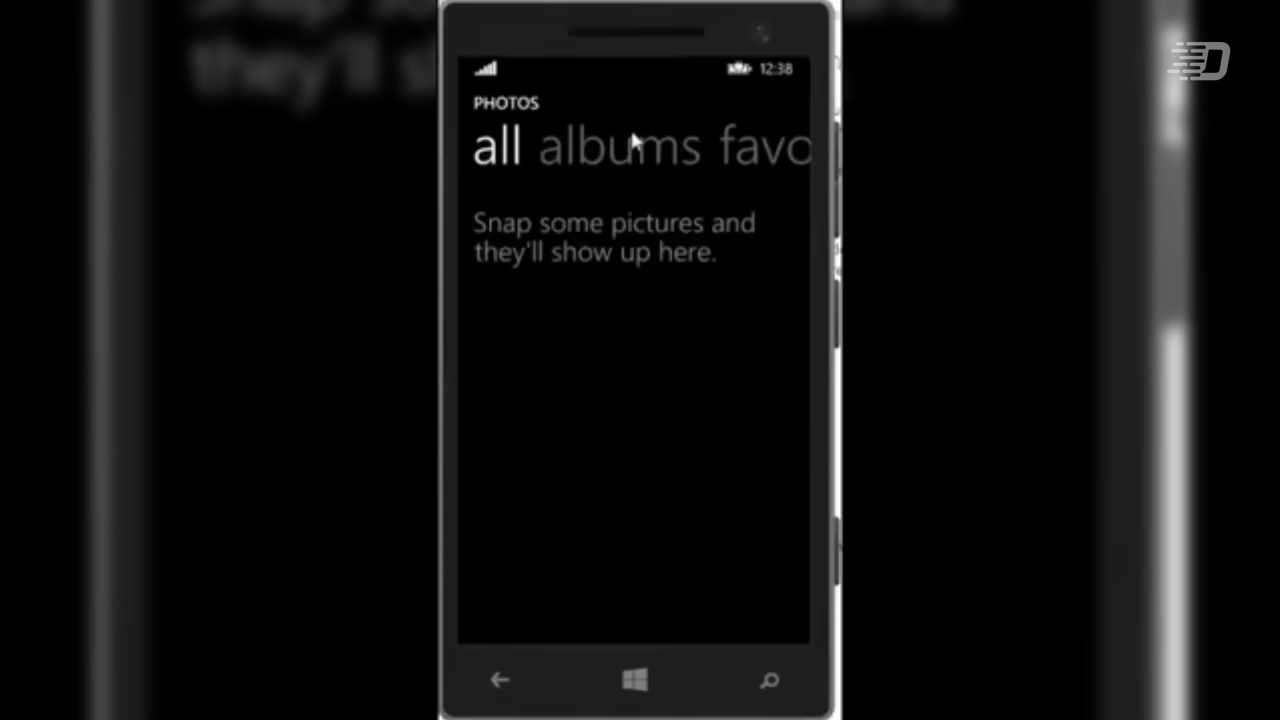 12:38
PHOTOS
all albums favo
Snap some pictures and
they'll show up here.